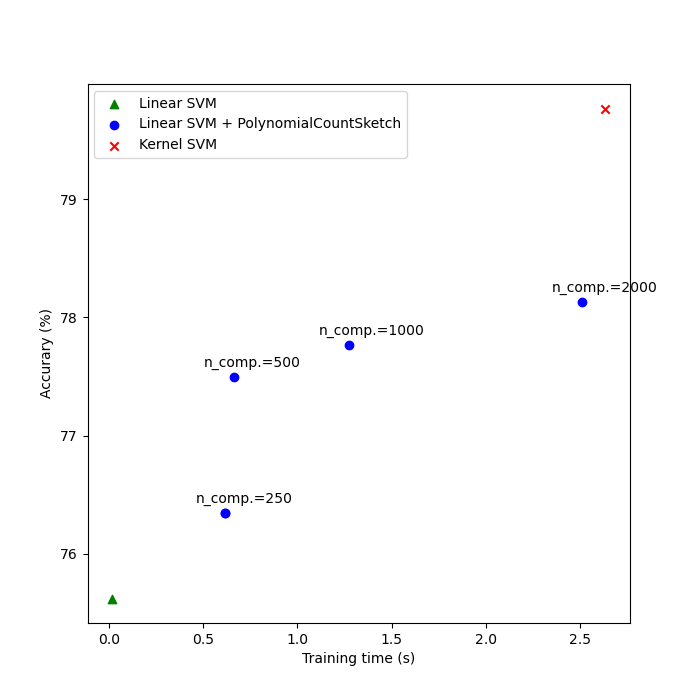 Linear SVM
Linear SVM + PolynomialCountSketch
Kernel SVM
79
78
77
76
Accurary (%)
n_comp.=2000
n_comp.=1000
n_comp.=500
n_comp.=250
0.0 0.5 1.0 1.5 2.0 2.5
Training time (s)